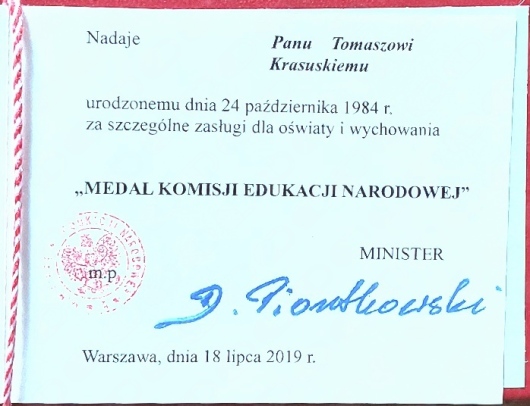 Nadaje Panu Tomaszowi
Krasuskiemu
urodzonemu dnia 24 października 1984 r.
za szczególne zasługi dla oświaty i wychowania
„MEDAL KOMISJI EDUKACJI NARODOWEJ”
m.p.
MINISTER
D. Piontkowski
Warszawa, dnia 18 lipca 2019 r.